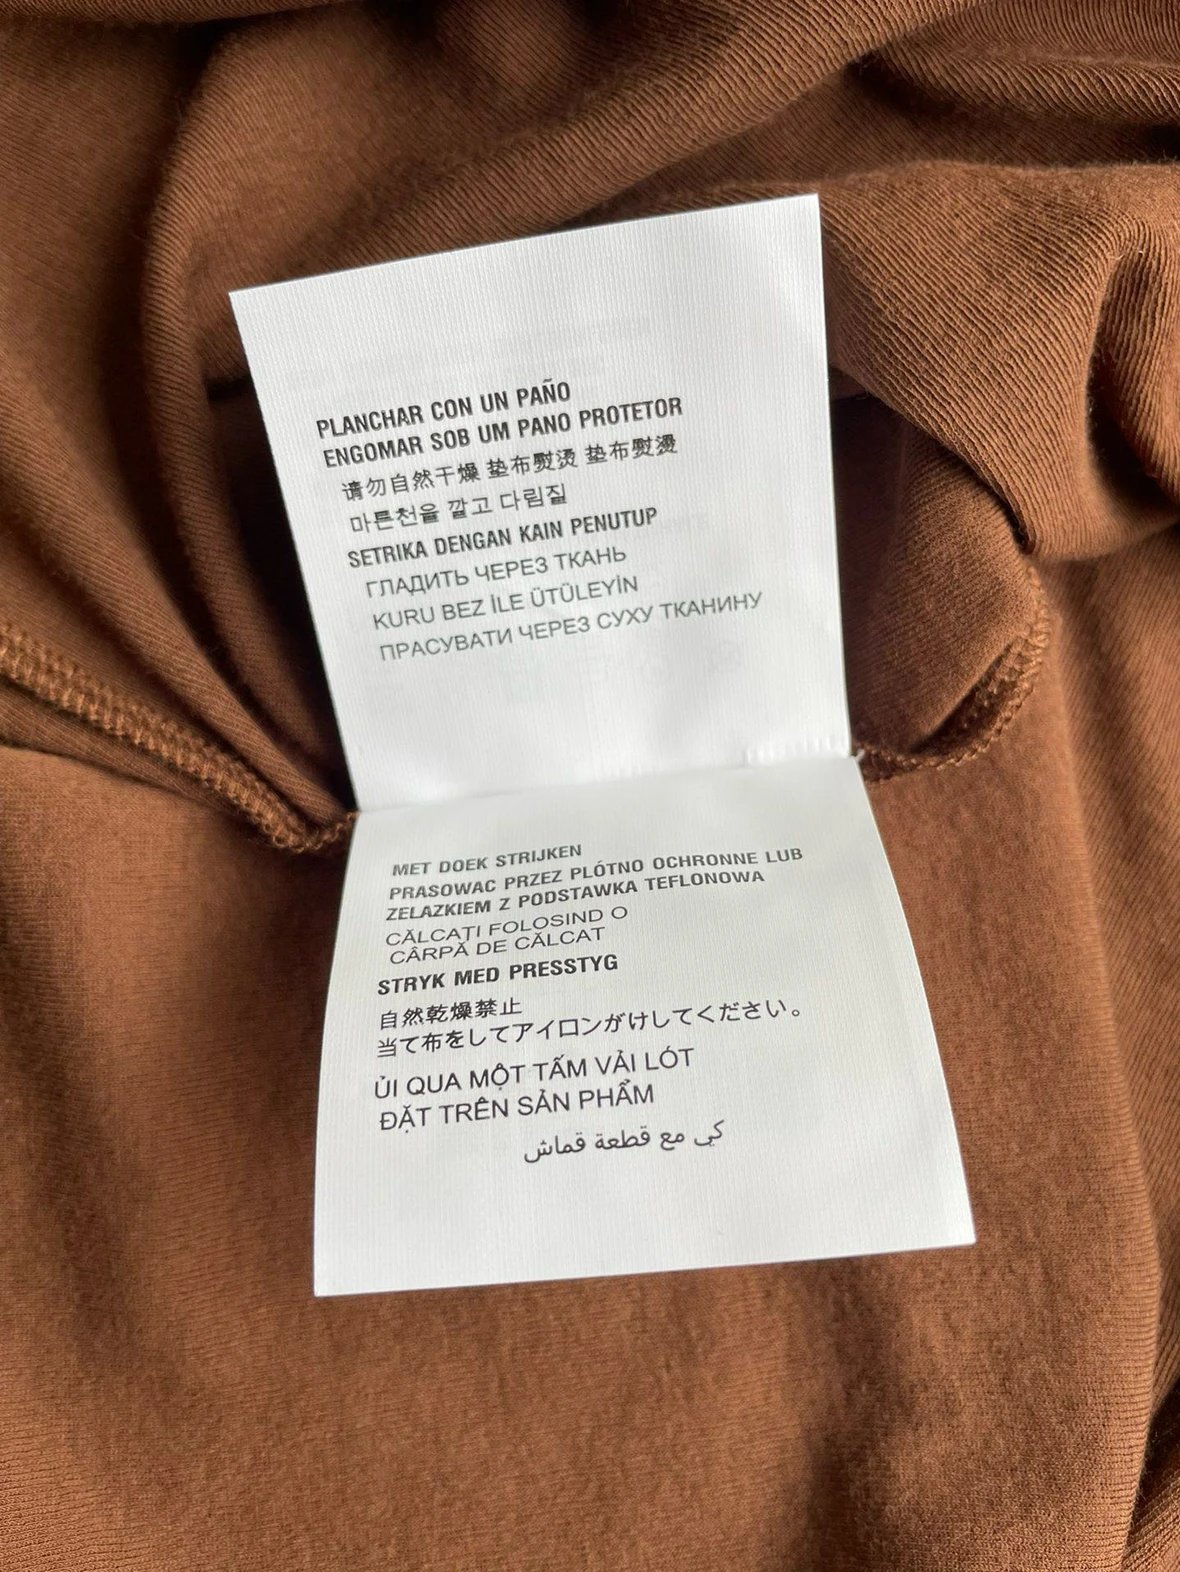 PLANCHAR CON UN PAÑO
ENGOMAR SOB UM PANO PROTETOR
请勿自然干燥 垫布熨烫 垫布熨燙
마른천을 깔고 다림질
SETRIKA DENGAN KAIN PENUTUP
ГЛАДИТЬ ЧЕРЕЗ ТКАНЬ
KURU BEZ İLE ÜTÜLEYİN
ПРАСУВАТИ ЧЕРЕЗ СУХУ ТКАНИНУ
MET DOEK STRIJKEN
PRASOWAC PRZEZ PLÓTNO OCHRONNE LUB
ZELAZKIEM Z PODSTAWKA TEFLONOWA
CĂLCAȚI FOLOSIND O
CÂRPĂ DE CĂLCAT
STRYK MED PRESSTYG
自然乾燥禁止
当て布をしてアイロンがけしてください。
ỦI QUA MỘT TẤM VẢI LÓT
ĐẶT TRÊN SẢN PHẨM
كي مع قطعة قماش